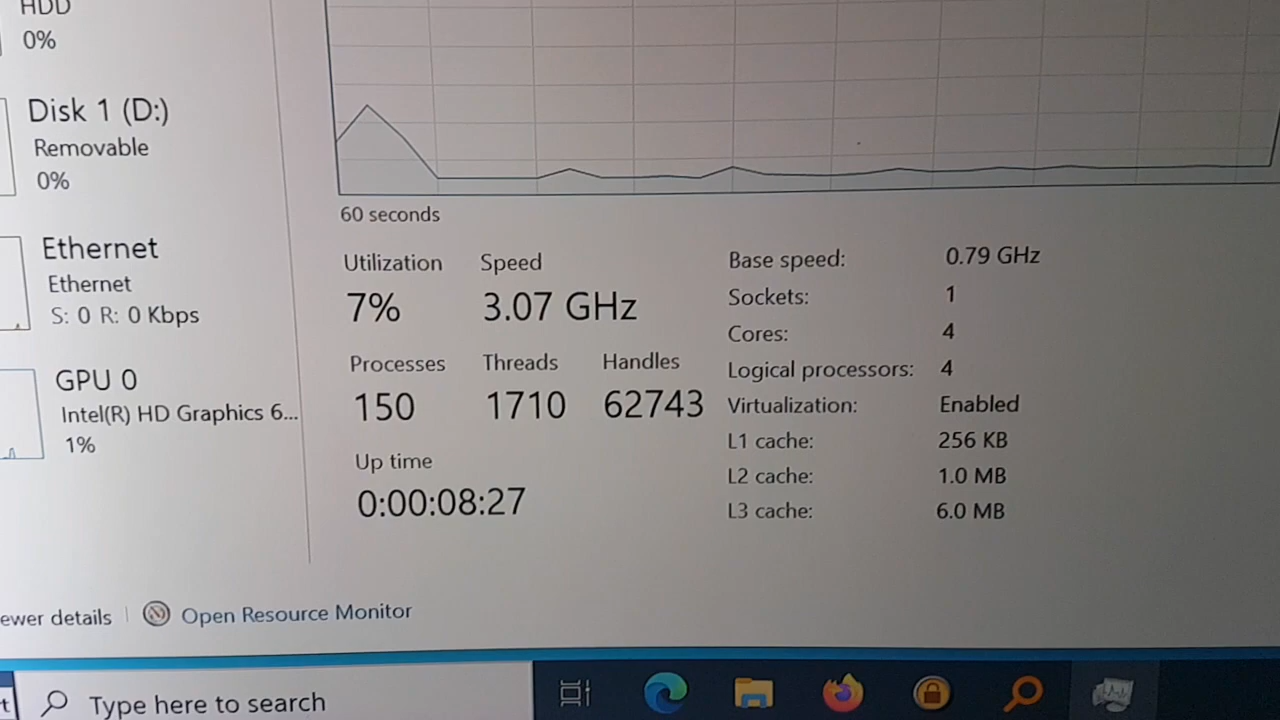 HDD
0%
Disk 1 (D:)
Removable
0%
Ethernet
Ethernet
S: 0 R: 0 Kbps
GPU 0
Intel(R) HD Graphics 6...
1%
60 seconds
Utilization Speed
7% 3.07 GHz
Processes Threads Handles
150 1710 62743
Up time
0:00:08:27
Base speed: 0.79 GHz
Sockets: 1
Cores: 4
Logical processors: 4
Virtualization: Enabled
L1 cache: 256 KB
L2 cache: 1.0 MB
L3 cache: 6.0 MB
ewer details Open Resource Monitor
t Type here to search